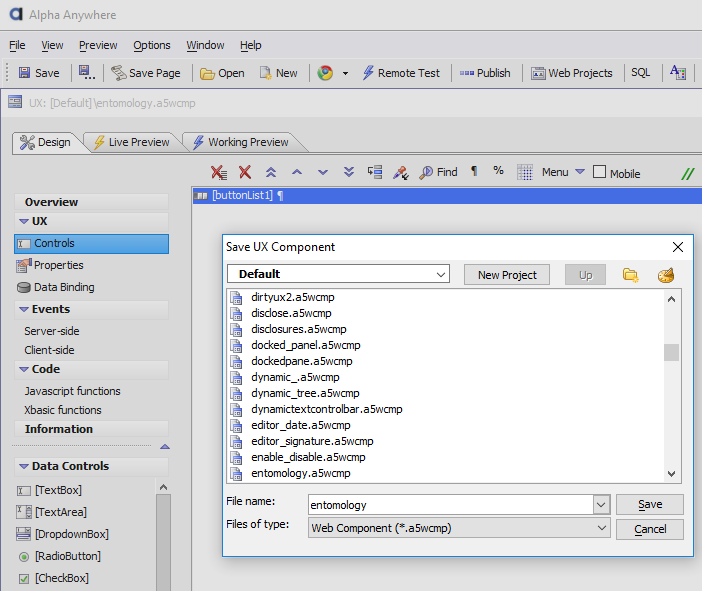 Alpha Anywhere
File View Preview Options Window Help
Save Save Page Open New Remote Test Publish Web Projects SQL A
UX: [Default]\entomology.a5wcmp
Design Live Preview Working Preview
Find ¶ % Menu Mobile
Overview
UX
Controls
Properties
Data Binding
Events
Server-side
Client-side
Code
Javascript functions
Xbasic functions
Information
Data Controls
[TextBox]
[TextArea]
[DropdownBox]
[RadioButton]
[CheckBox]
[buttonList1] ¶
Save UX Component
Default New Project Up
dirtyux2.a5wcmp
disclose.a5wcmp
disclosures.a5wcmp
docked_panel.a5wcmp
dockedpane.a5wcmp
dynamic_.a5wcmp
dynamic_tree.a5wcmp
dynamictextcontrolbar.a5wcmp
editor_date.a5wcmp
editor_signature.a5wcmp
enable_disable.a5wcmp
entomology.a5wcmp
File name: entomology Save
Files of type: Web Component (*.a5wcmp) Cancel